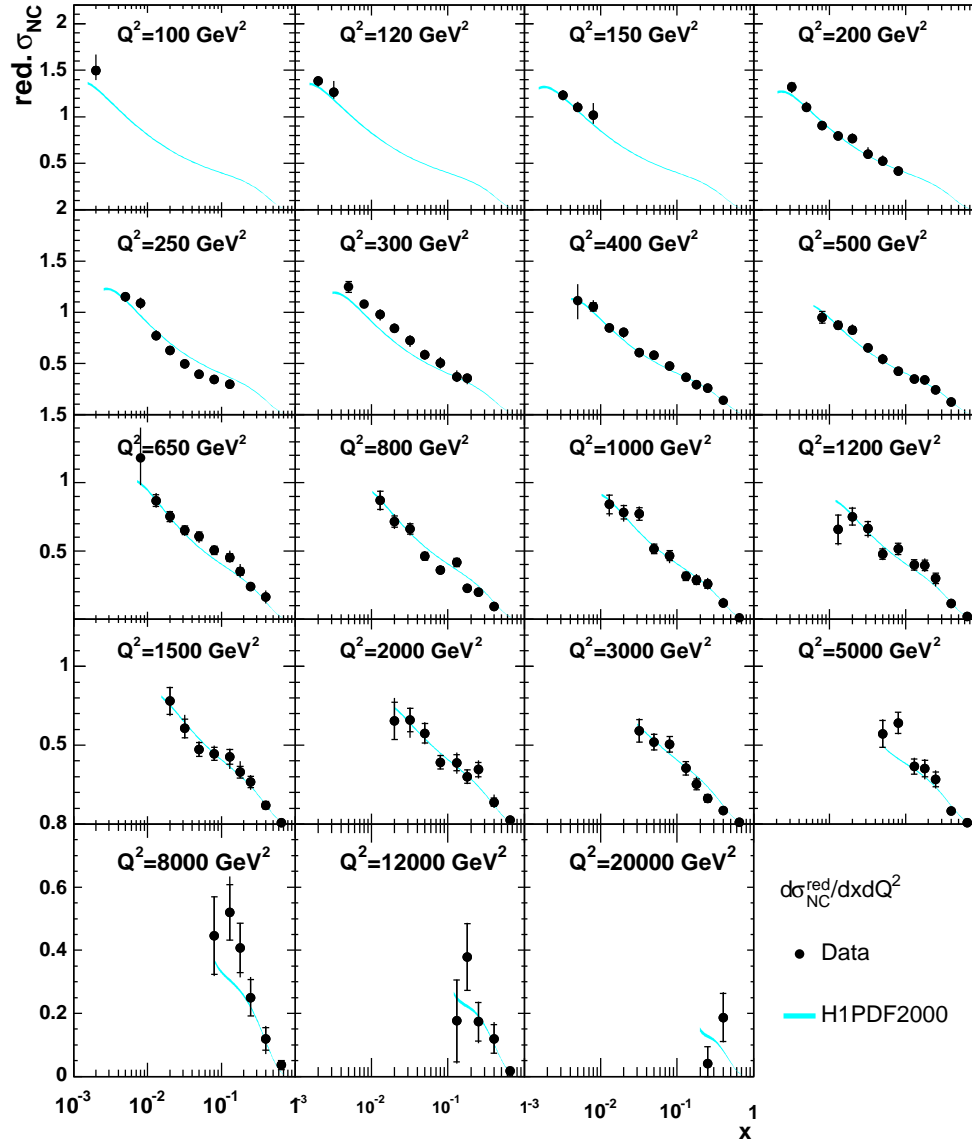 red. σNC
2
1.5
1
0.5
2
Q²=100 GeV²
Q²=120 GeV²
Q²=150 GeV²
Q²=200 GeV²
1.5
1
0.5
1.5
Q²=250 GeV²
Q²=300 GeV²
Q²=400 GeV²
Q²=500 GeV²
1
0.5
Q²=650 GeV²
Q²=800 GeV²
Q²=1000 GeV²
Q²=1200 GeV²
1
0.5
0.8
Q²=1500 GeV²
Q²=2000 GeV²
Q²=3000 GeV²
Q²=5000 GeV²
0.6
0.4
0.2
0
Q²=8000 GeV²
Q²=12000 GeV²
Q²=20000 GeV²
dσ_NC^red/dxdQ²
Data
H1PDF2000
10⁻³ 10⁻² 10⁻¹ 1⁻³ 10⁻² 10⁻¹ 1⁻³ 10⁻² 10⁻¹ 1
x